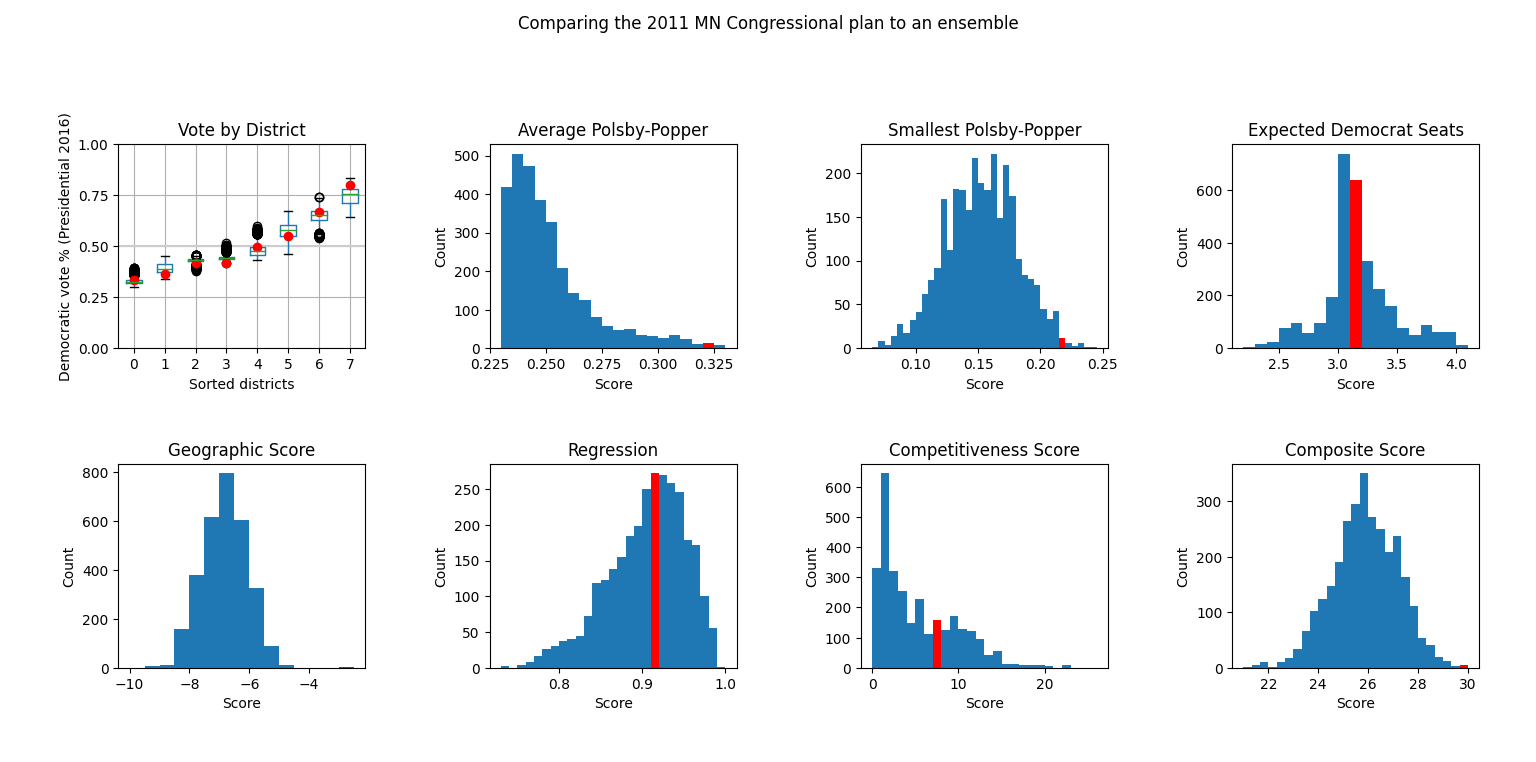 Comparing the 2011 MN Congressional plan to an ensemble
Vote by District
Democratic vote % (Presidential 2016)
1.00
0.75
0.50
0.25
0.00
0 1 2 3 4 5 6 7
Sorted districts
Average Polsby-Popper
Count
500
400
300
200
100
0
0.225 0.250 0.275 0.300 0.325
Score
Smallest Polsby-Popper
Count
200
150
100
50
0
0.10 0.15 0.20 0.25
Score
Expected Democrat Seats
Count
600
400
200
0
2.5 3.0 3.5 4.0
Score
Geographic Score
Count
800
600
400
200
0
−10 −8 −6 −4
Score
Regression
Count
250
200
150
100
50
0
0.8 0.9 1.0
Score
Competitiveness Score
Count
600
500
400
300
200
100
0
0 10 20
Score
Composite Score
Count
300
200
100
0
22 24 26 28 30
Score